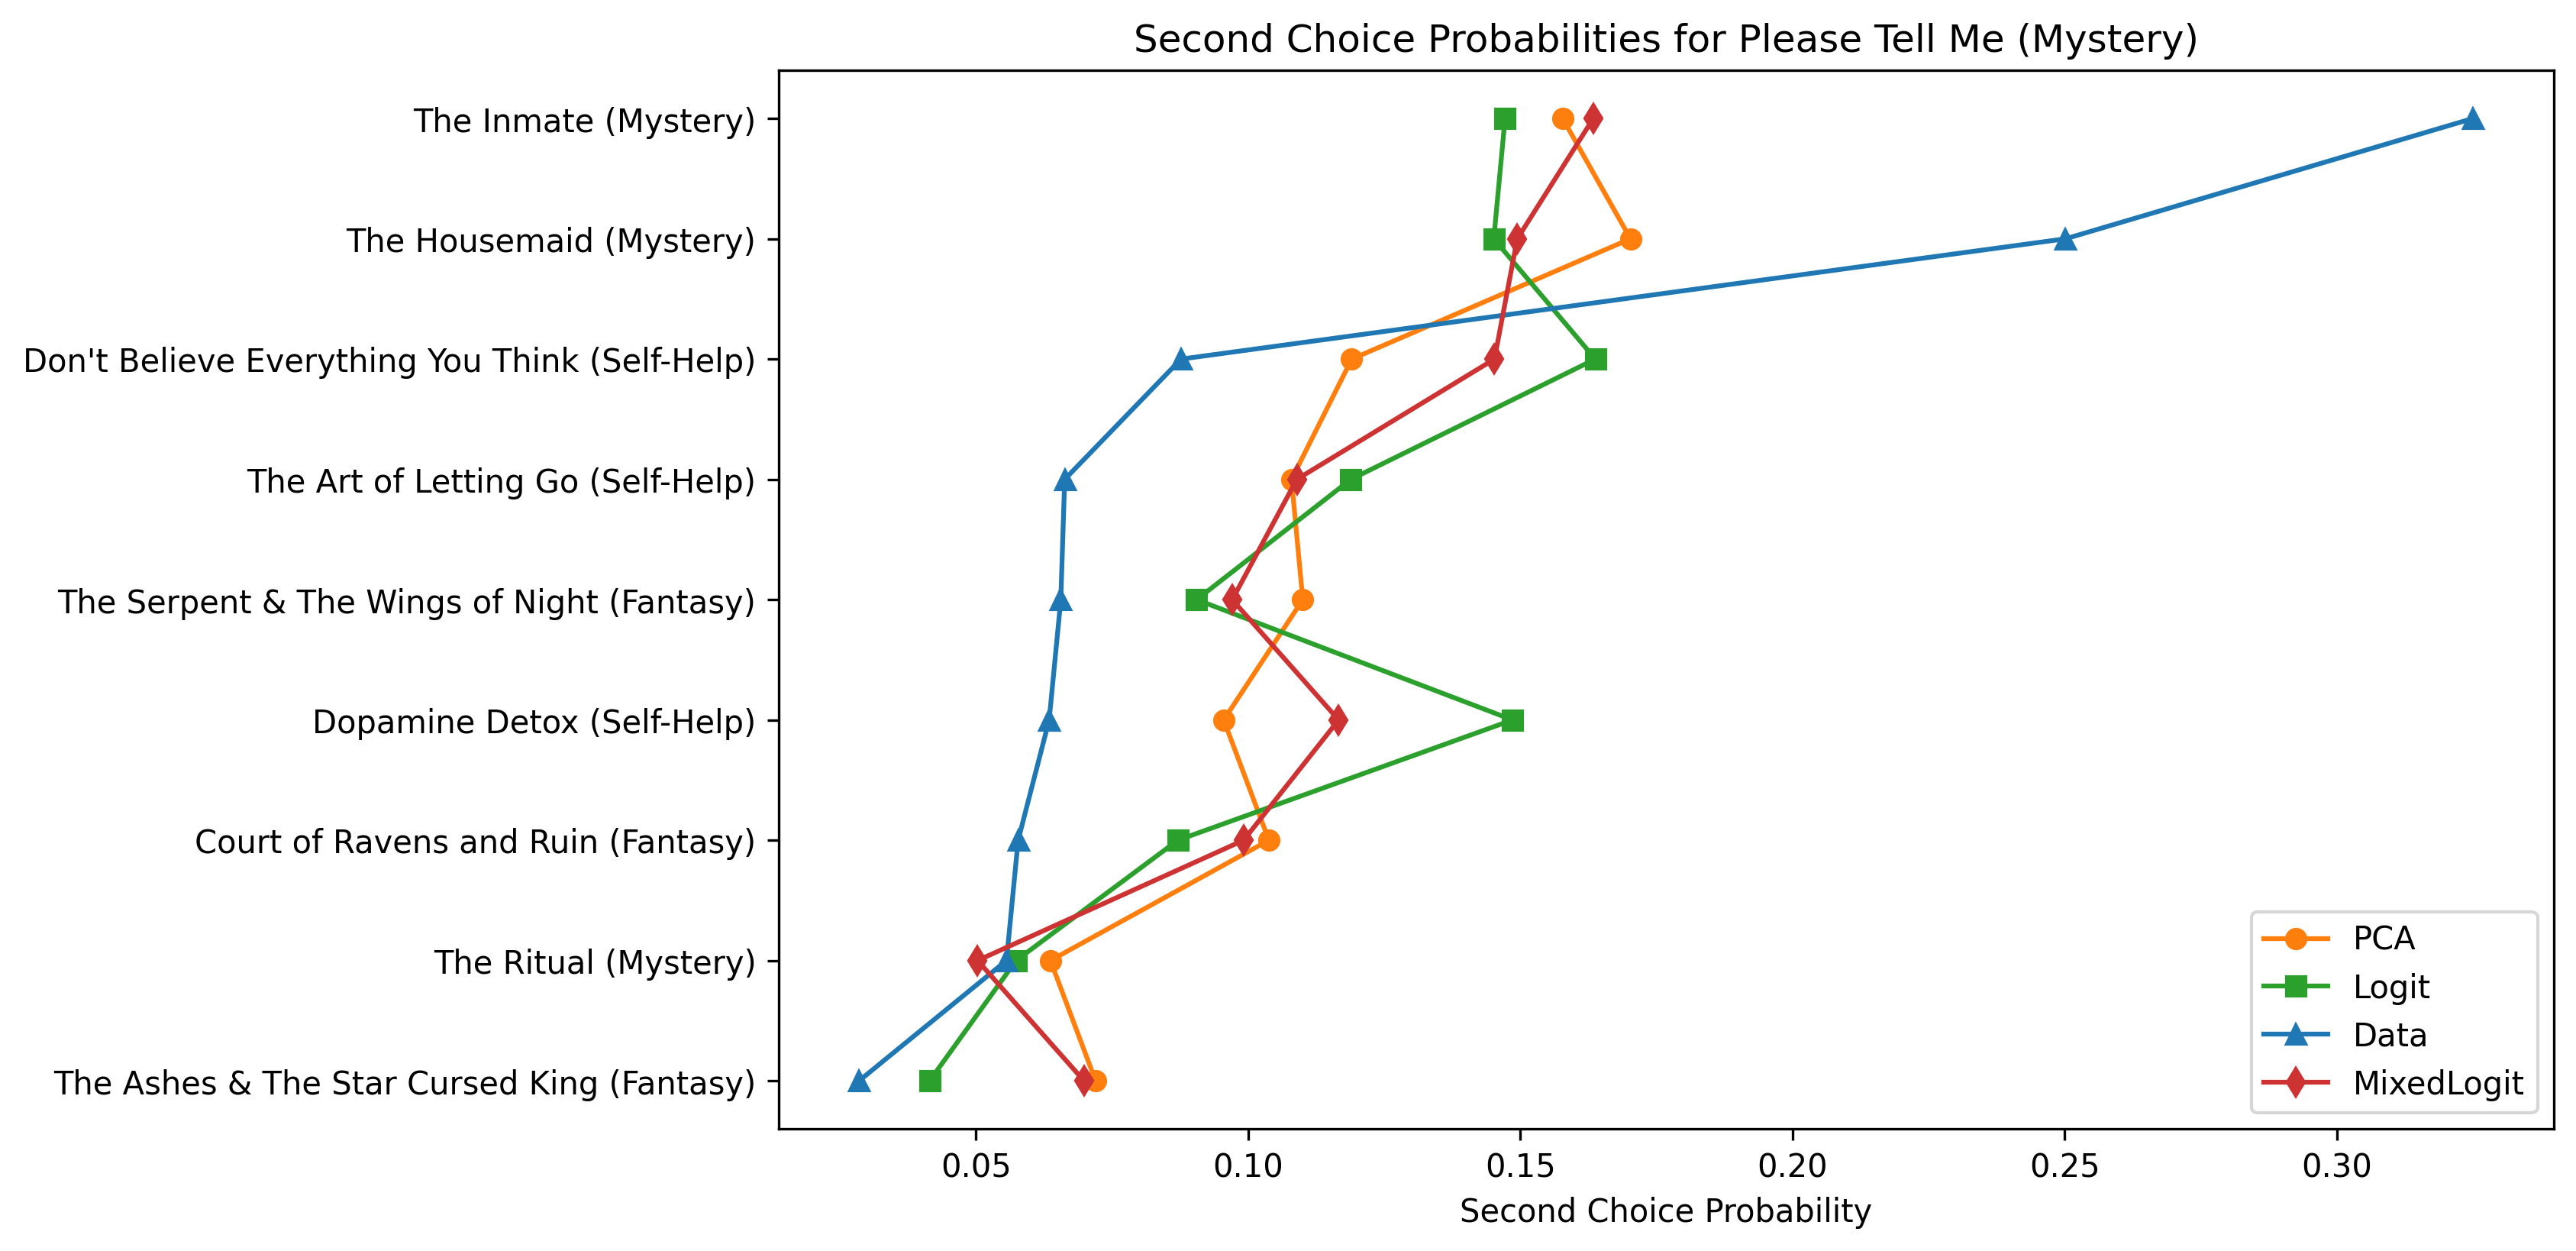 Second Choice Probabilities for Please Tell Me (Mystery)
The Inmate (Mystery)
The Housemaid (Mystery)
Don't Believe Everything You Think (Self-Help)
The Art of Letting Go (Self-Help)
The Serpent & The Wings of Night (Fantasy)
Dopamine Detox (Self-Help)
Court of Ravens and Ruin (Fantasy)
The Ritual (Mystery)
The Ashes & The Star Cursed King (Fantasy)
PCA
Logit
Data
MixedLogit
0.05 0.10 0.15 0.20 0.25 0.30
Second Choice Probability